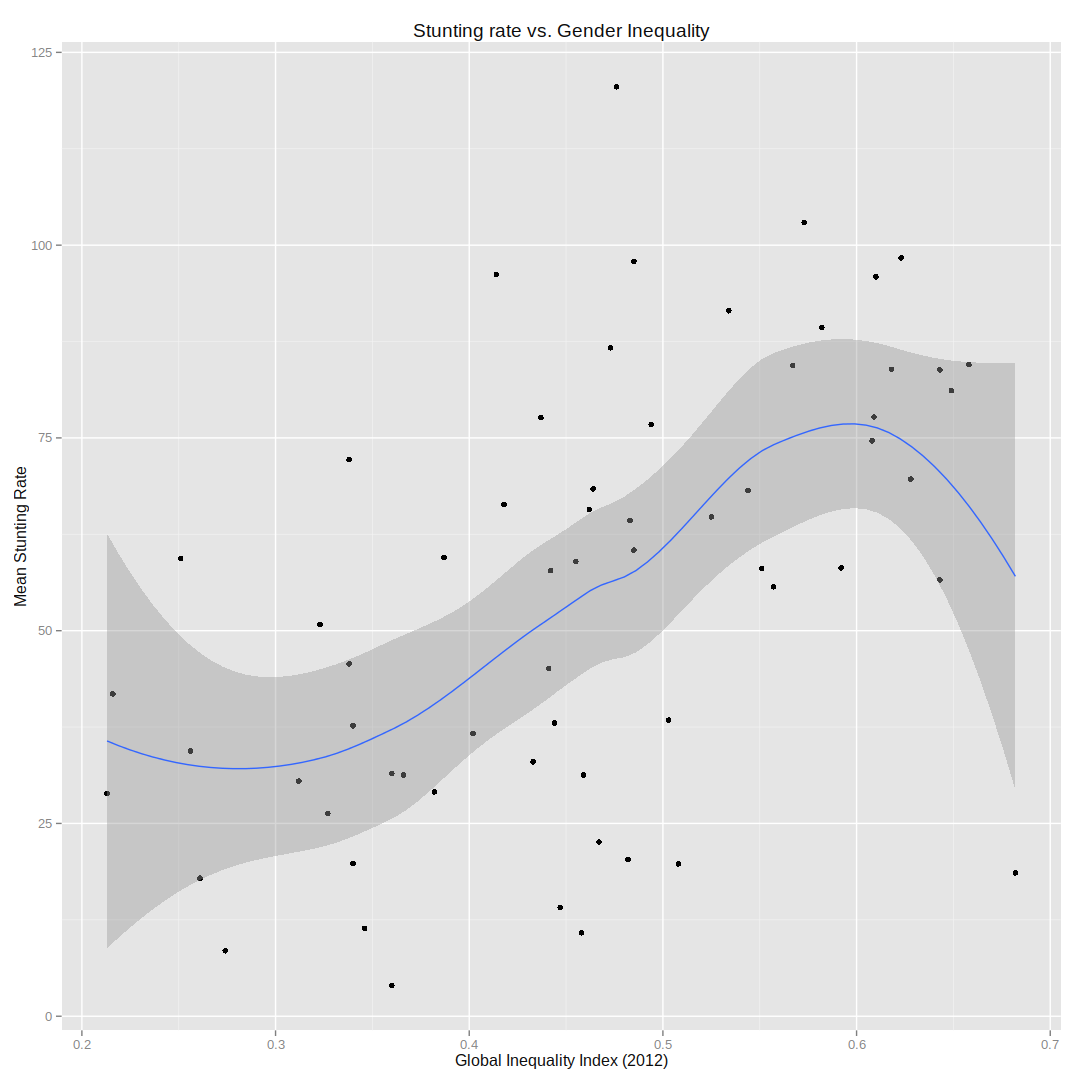 Stunting rate vs. Gender Inequality
125
100
75
50
25
0
Mean Stunting Rate
0.2 0.3 0.4 0.5 0.6 0.7
Global Inequality Index (2012)